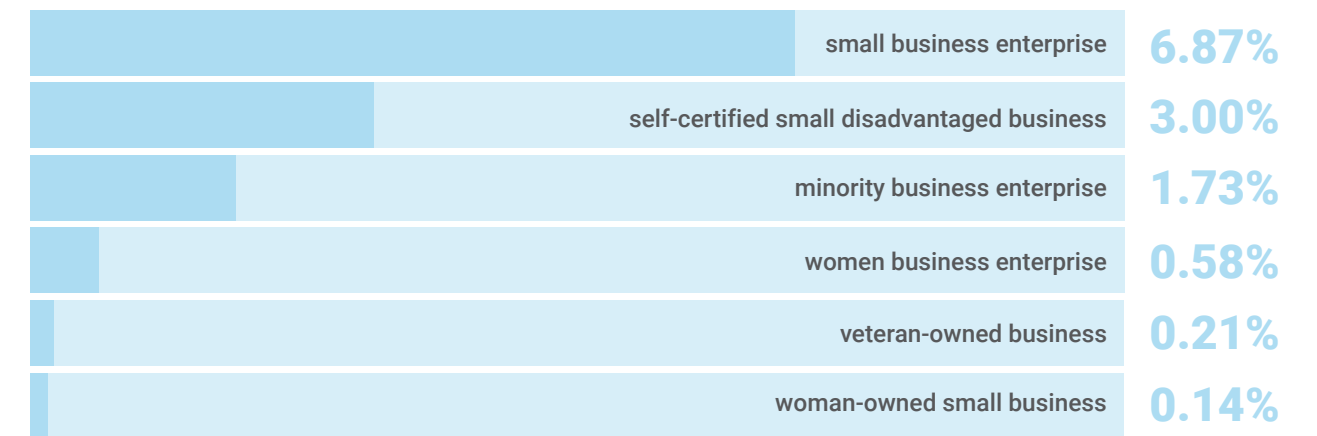 small business enterprise 6.87%
self-certified small disadvantaged business 3.00%
minority business enterprise 1.73%
women business enterprise 0.58%
veteran-owned business 0.21%
woman-owned small business 0.14%